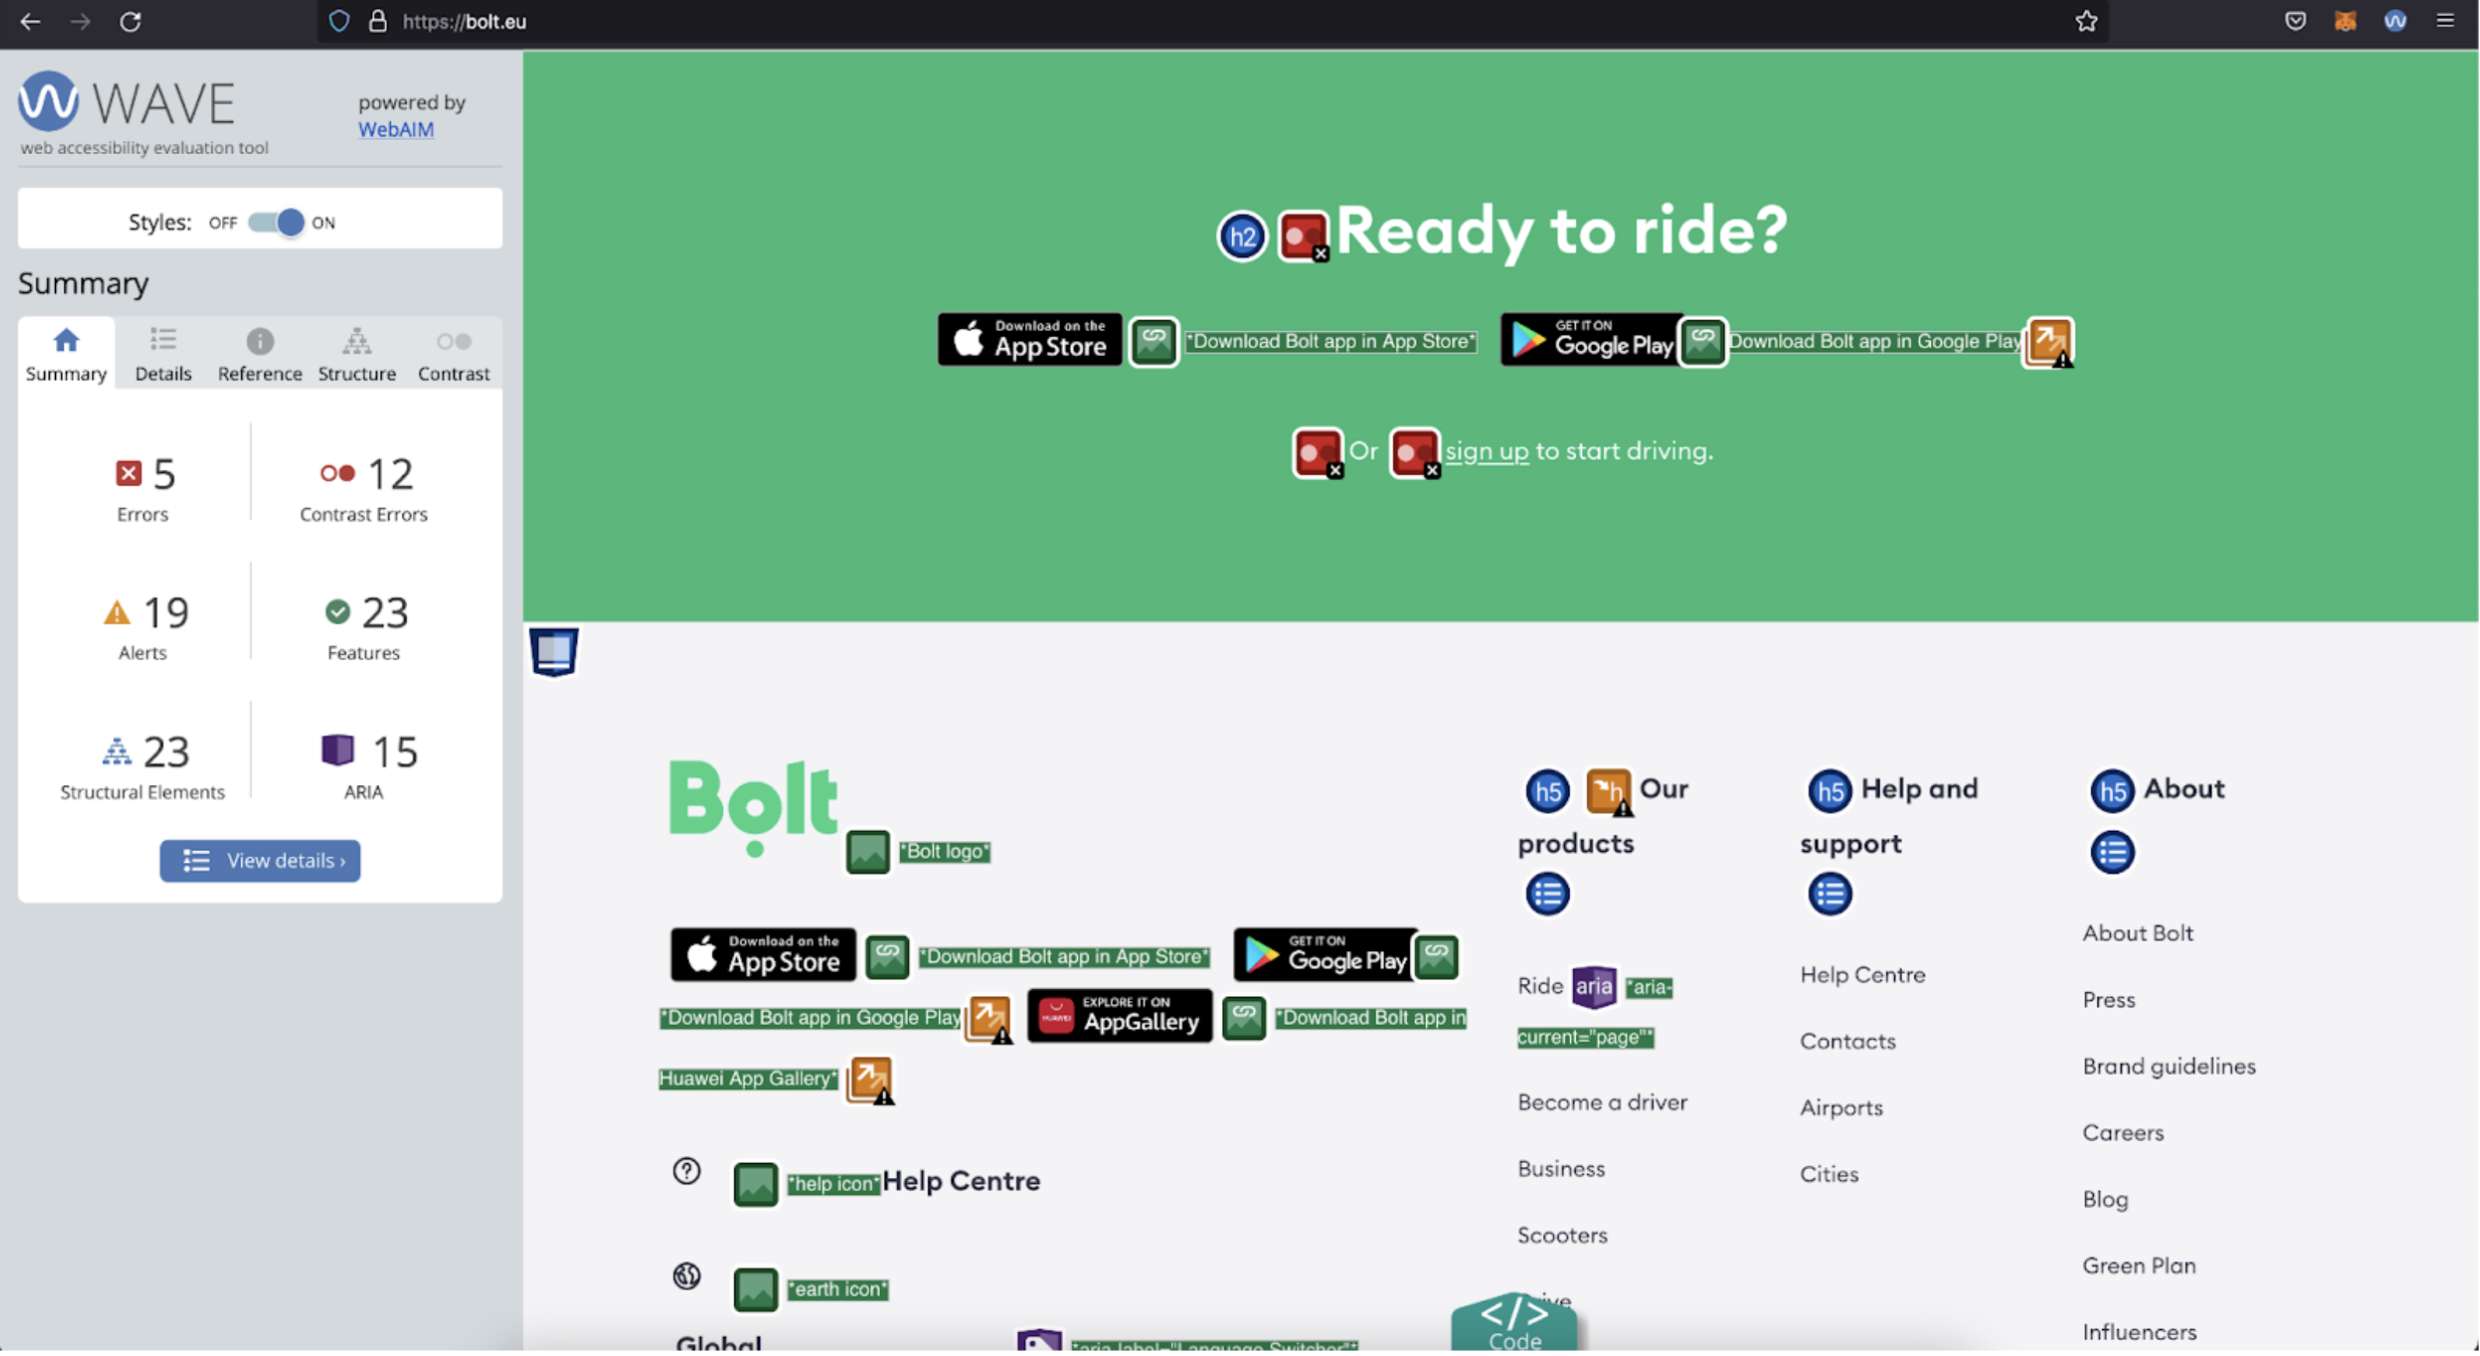 https://bolt.eu
WAVE
powered by
WebAIM
web accessibility evaluation tool
Styles: OFF ON
Summary
Summary Details Reference Structure Contrast
5
Errors
12
Contrast Errors
19
Alerts
23
Features
23
Structural Elements
15
ARIA
View details ›
h2 Ready to ride?
Download on the
App Store
*Download Bolt app in App Store*
GET IT ON
Google Play
Download Bolt app in Google Play
Or sign up to start driving.
Bolt
*Bolt logo*
Download on the
App Store
*Download Bolt app in App Store*
GET IT ON
Google Play
*Download Bolt app in Google Play
HUAWEI
EXPLORE IT ON
AppGallery
*Download Bolt app in
Huawei App Gallery*
*help icon* Help Centre
*earth icon*
Global
*aria-label="Language Switcher"*
h5 h Our
products
Ride aria *aria-
current="page"*
Become a driver
Business
Scooters
</>
Code
h5 Help and
support
Help Centre
Contacts
Airports
Cities
h5 About
About Bolt
Press
Brand guidelines
Careers
Blog
Green Plan
Influencers